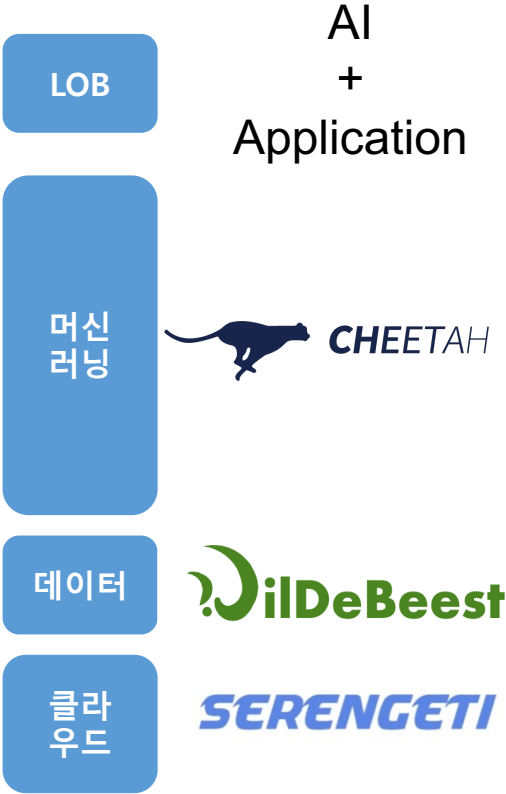 LOB
AI
+
Application
머신
러닝
CHEETAH
데이터
WilDeBeest
클라
우드
SERENGETI